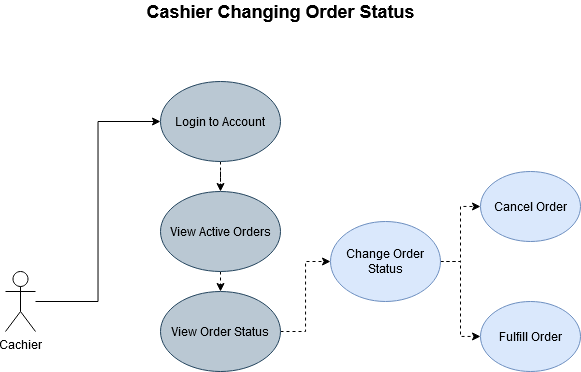 Cashier Changing Order Status
Login to Account
View Active Orders
View Order Status
Cachier
Change Order
Status
Cancel Order
Fulfill Order